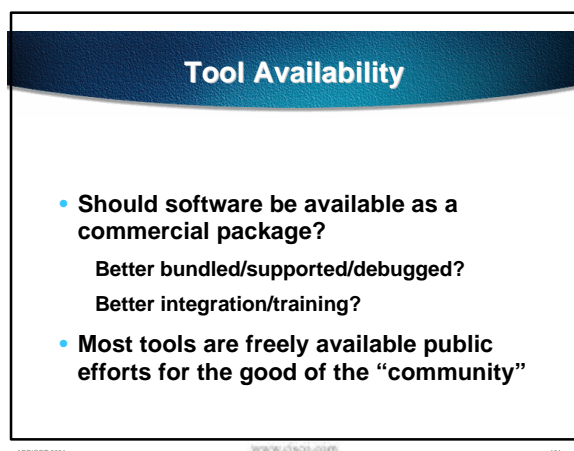 Tool Availability
• Should software be available as a
commercial package?
Better bundled/supported/debugged?
Better integration/training?
• Most tools are freely available public
efforts for the good of the “community”